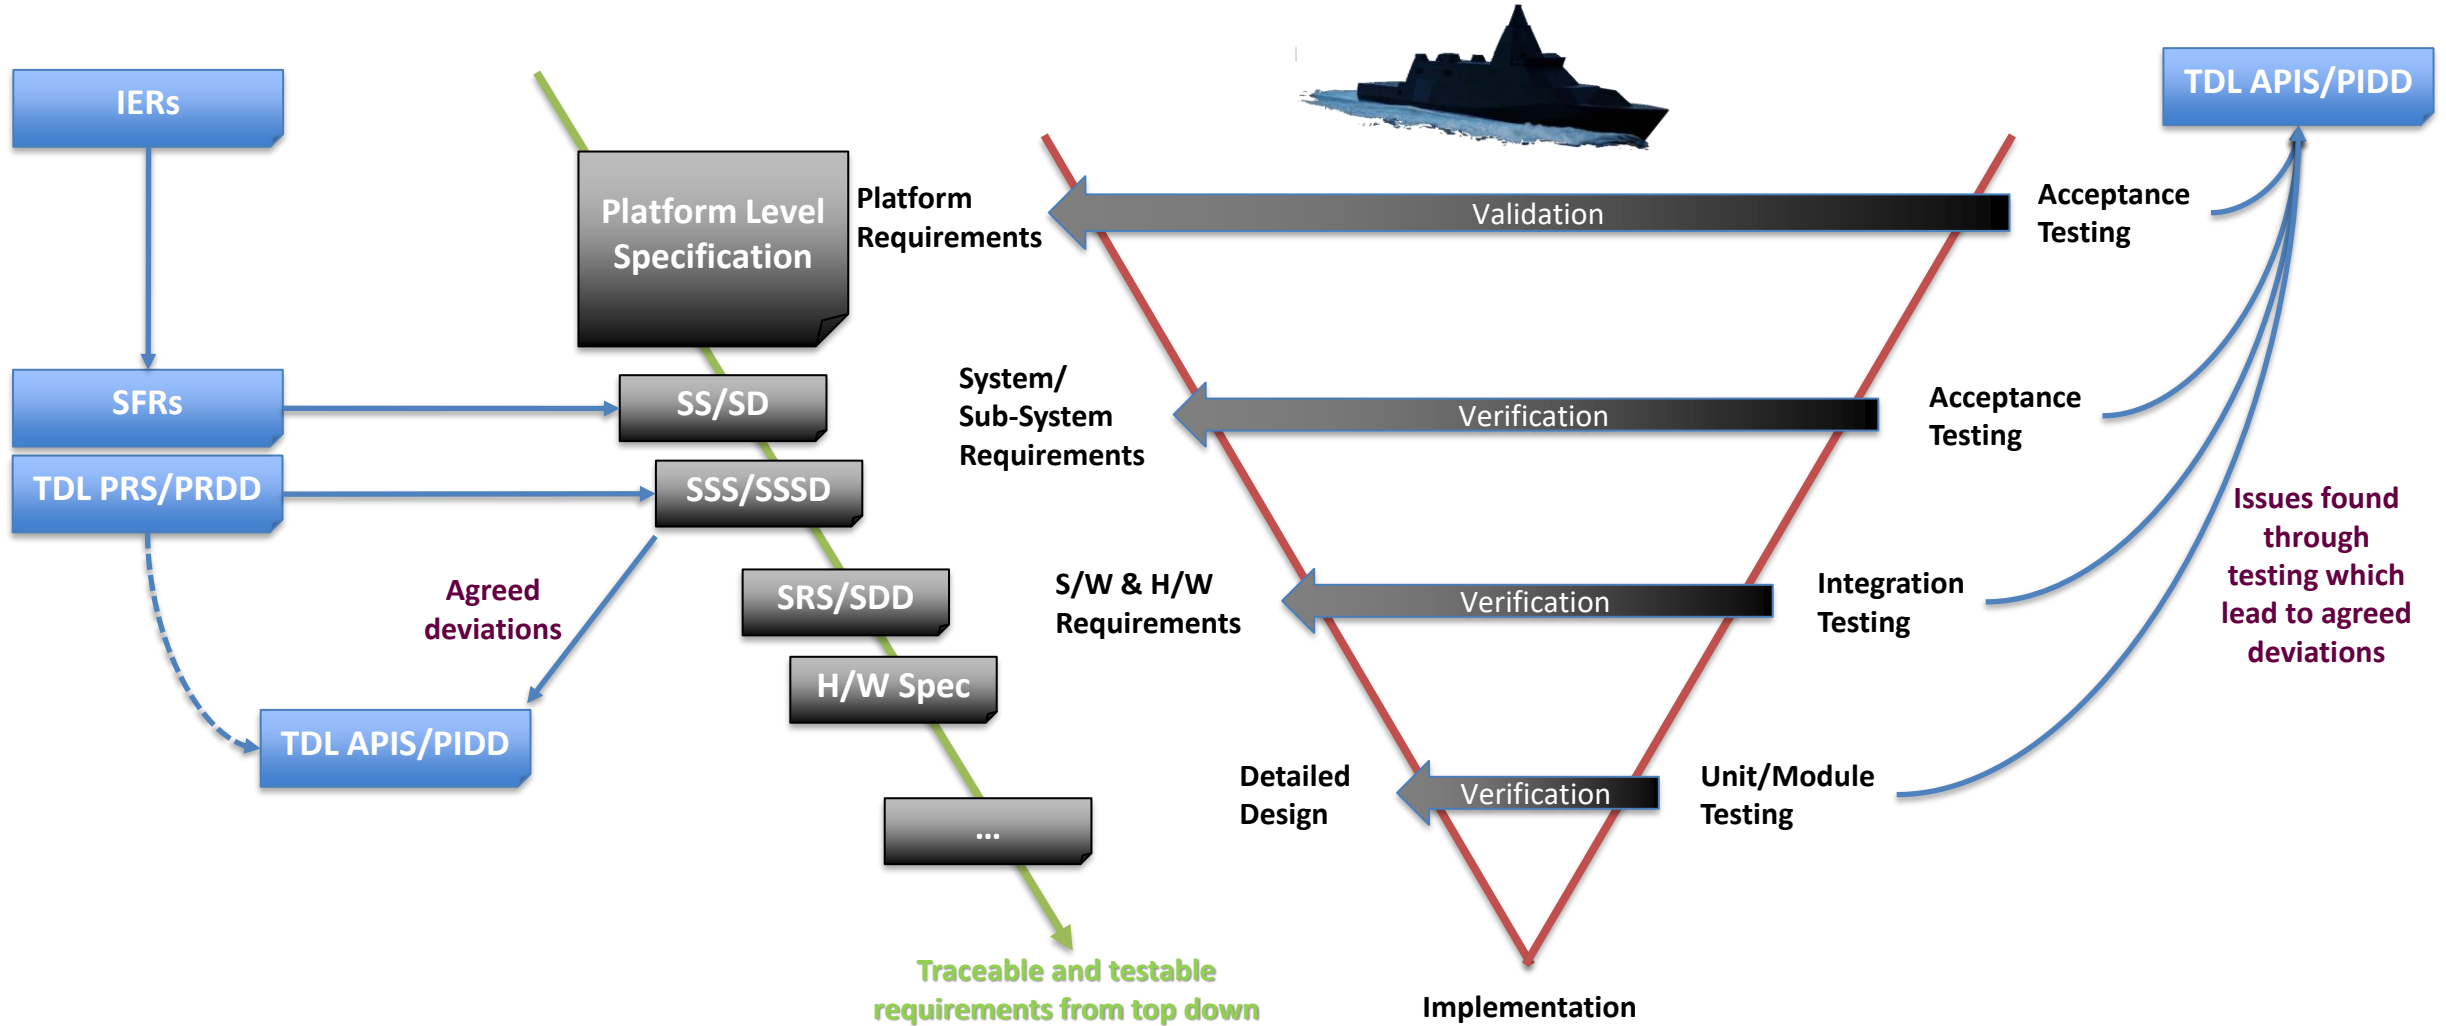 IERs
SFRs
TDL PRS/PRDD
Agreed
deviations
TDL APIS/PIDD
Platform Level
Specification
SS/SD
SSS/SSSD
SRS/SDD
H/W Spec
...
Traceable and testable
requirements from top down
Platform
Requirements
Validation
Acceptance
Testing
System/
Sub-System
Requirements
Verification
Acceptance
Testing
S/W & H/W
Requirements
Verification
Integration
Testing
Detailed
Design
Verification
Unit/Module
Testing
Implementation
TDL APIS/PIDD
Issues found
through
testing which
lead to agreed
deviations